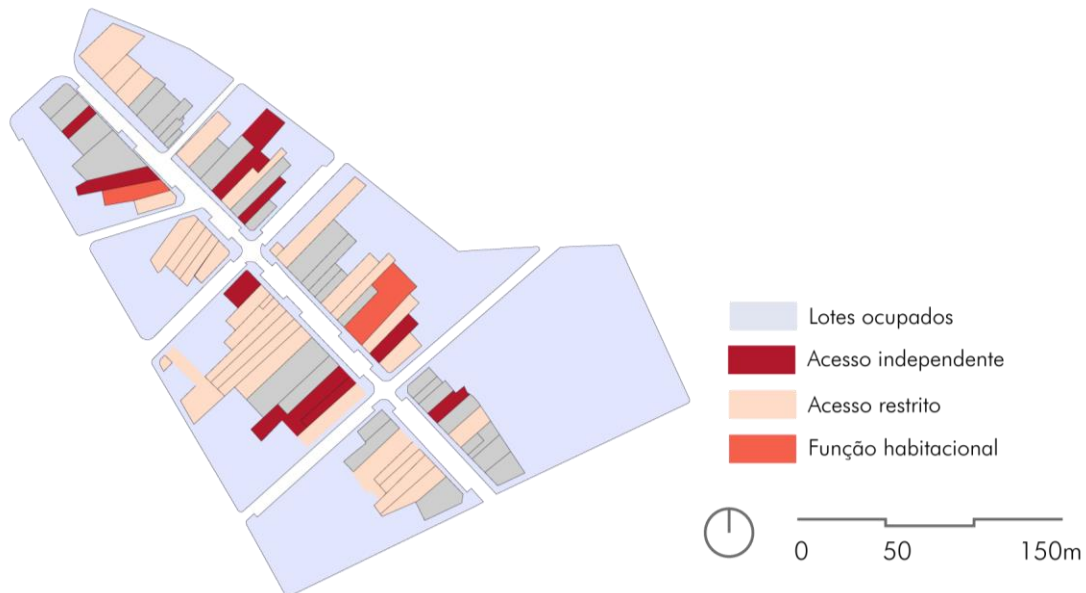 Lotes ocupados
Acesso independente
Acesso restrito
Função habitacional
0 50 150m